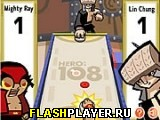 Mighty Ray
Lin Chung
1
1
HERO:
108
FLASHPLAYER.RU